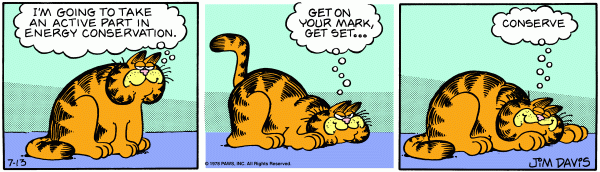 I'M GOING TO TAKE
AN ACTIVE PART IN
ENERGY CONSERVATION.
7-13
GET ON
YOUR MARK,
GET SET...
© 1978 PAWS, INC. All Rights Reserved.
CONSERVE
JIM DAVIS